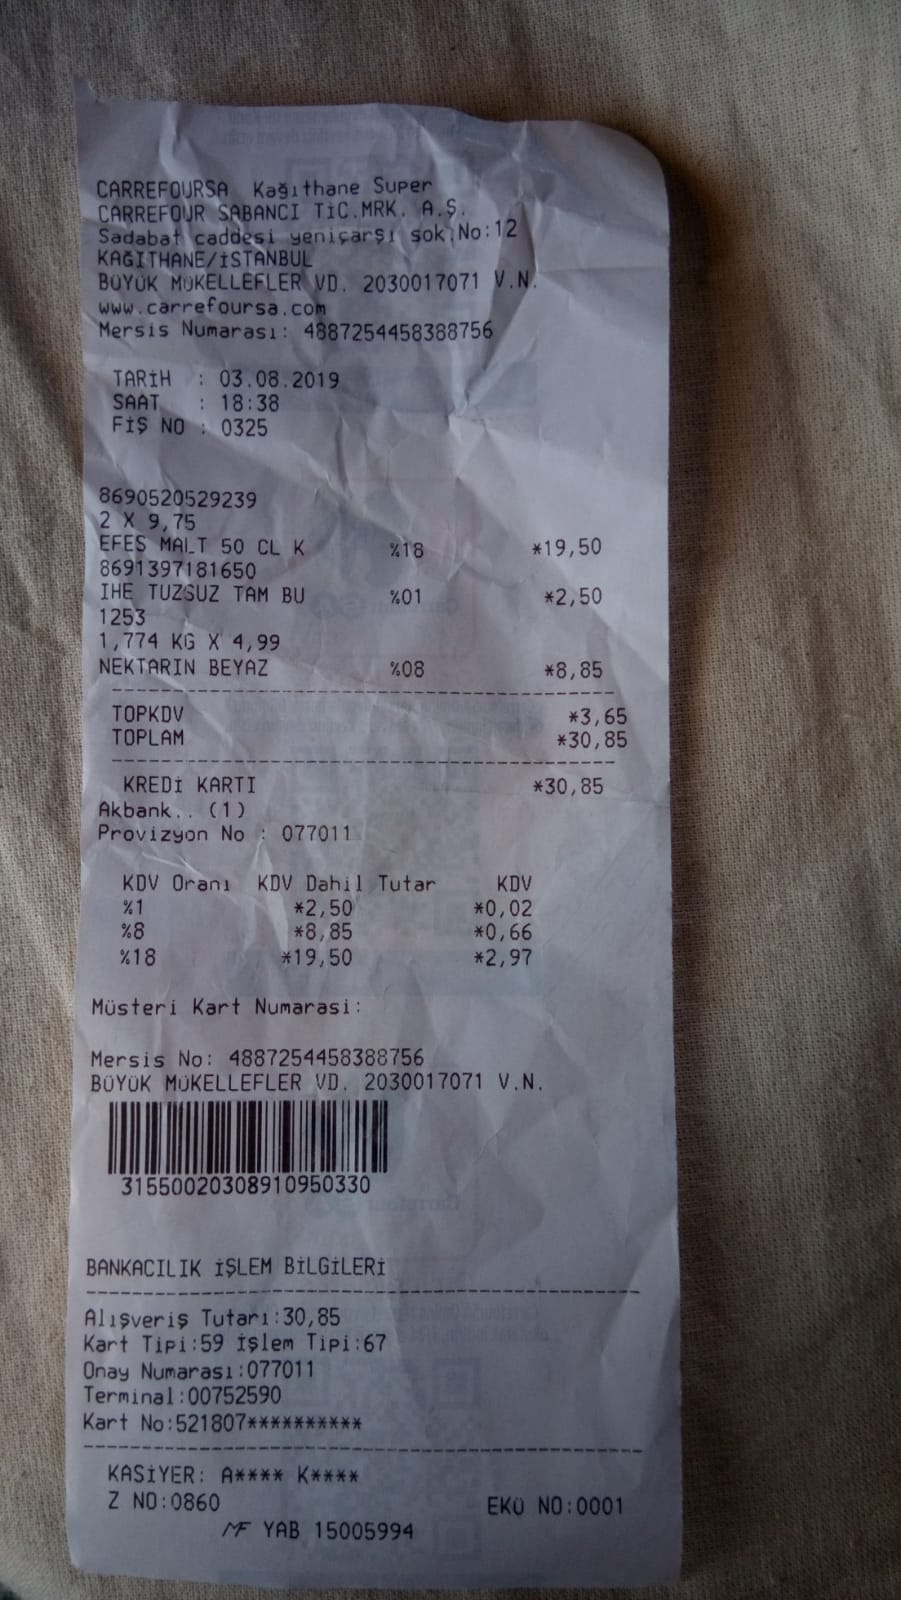 CARREFOURSA Kağıthane Super
CARREFOUR SABANCI TİC.MRK. A.Ş.
Sadabat caddesi yeniçarşı sok.No:12
KAĞITHANE/İSTANBUL
BÜYÜK MÜKELLEFLER VD. 2030017071 V.N.
www.carrefoursa.com
Mersis Numarası: 4887254458388756
TARİH : 03.08.2019
SAAT : 18:38
FİŞ NO : 0325
8690520529239
2 X 9,75
EFES MALT 50 CL K %18 *19,50
8691397181650
IHE TUZSUZ TAM BU %01 *2,50
1253
1,774 KG X 4,99
NEKTARIN BEYAZ %08 *8,85
TOPKDV *3,65
TOPLAM *30,85
KREDİ KARTI *30,85
Akbank.. (1)
Provizyon No : 077011
KDV Oranı KDV Dahil Tutar KDV
%1 *2,50 *0,02
%8 *8,85 *0,66
%18 *19,50 *2,97
Müsteri Kart Numarasi:
Mersis No: 4887254458388756
BÜYÜK MÜKELLEFLER VD. 2030017071 V.N.
31550020308910950330
BANKACILIK İŞLEM BİLGİLERİ
Alışveriş Tutarı:30,85
Kart Tipi:59 İşlem Tipi:67
Onay Numarası:077011
Terminal:00752590
Kart No:521807**********
KASİYER: A**** K****
Z NO:0860 EKÜ NO:0001
MF YAB 15005994